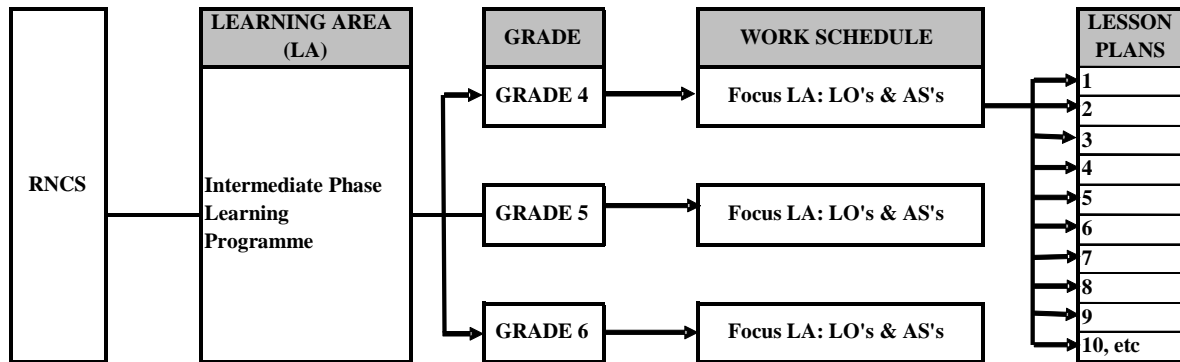 RNCS
LEARNING AREA
(LA)
Intermediate Phase
Learning
Programme
GRADE
GRADE 4
GRADE 5
GRADE 6
WORK SCHEDULE
Focus LA: LO's & AS's
Focus LA: LO's & AS's
Focus LA: LO's & AS's
LESSON
PLANS
1
2
3
4
5
6
7
8
9
10, etc